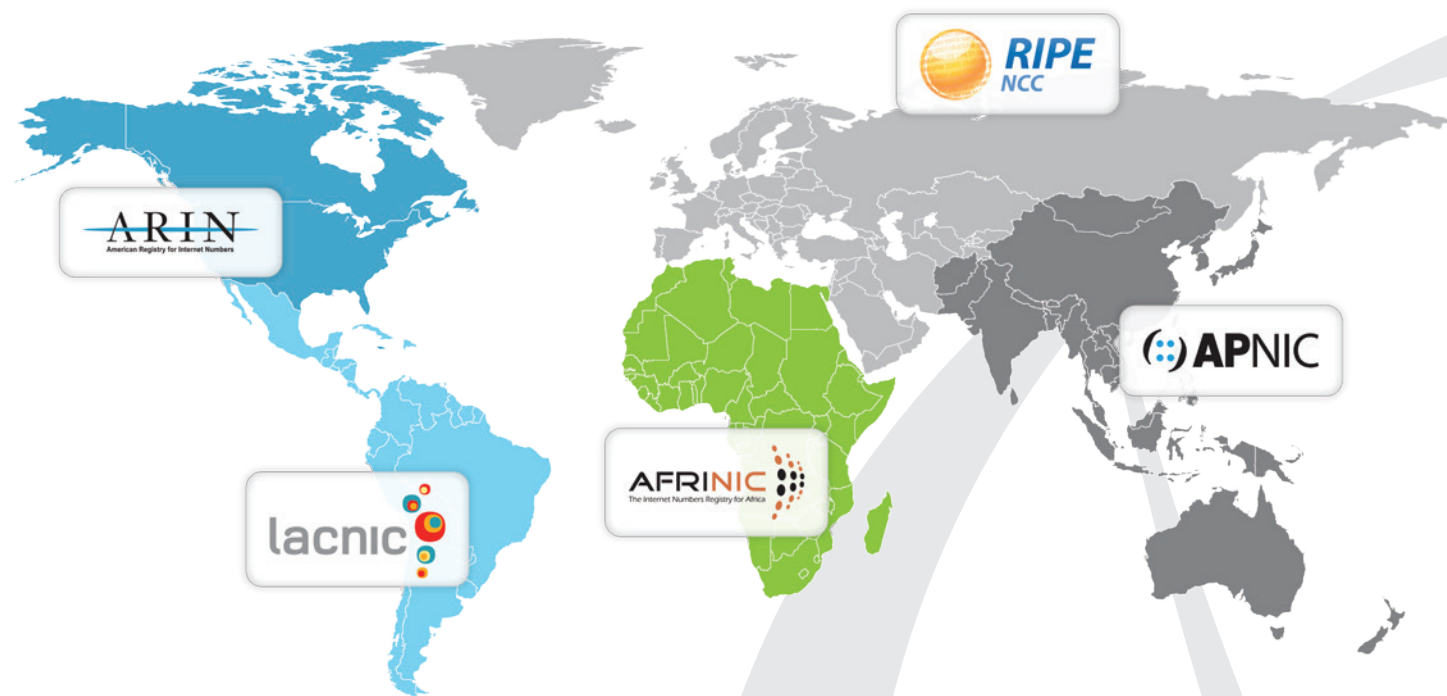 RIPE
NCC
ARIN
American Registry for Internet Numbers
APNIC
AFRINIC
The Internet Numbers Registry for Africa
lacnic